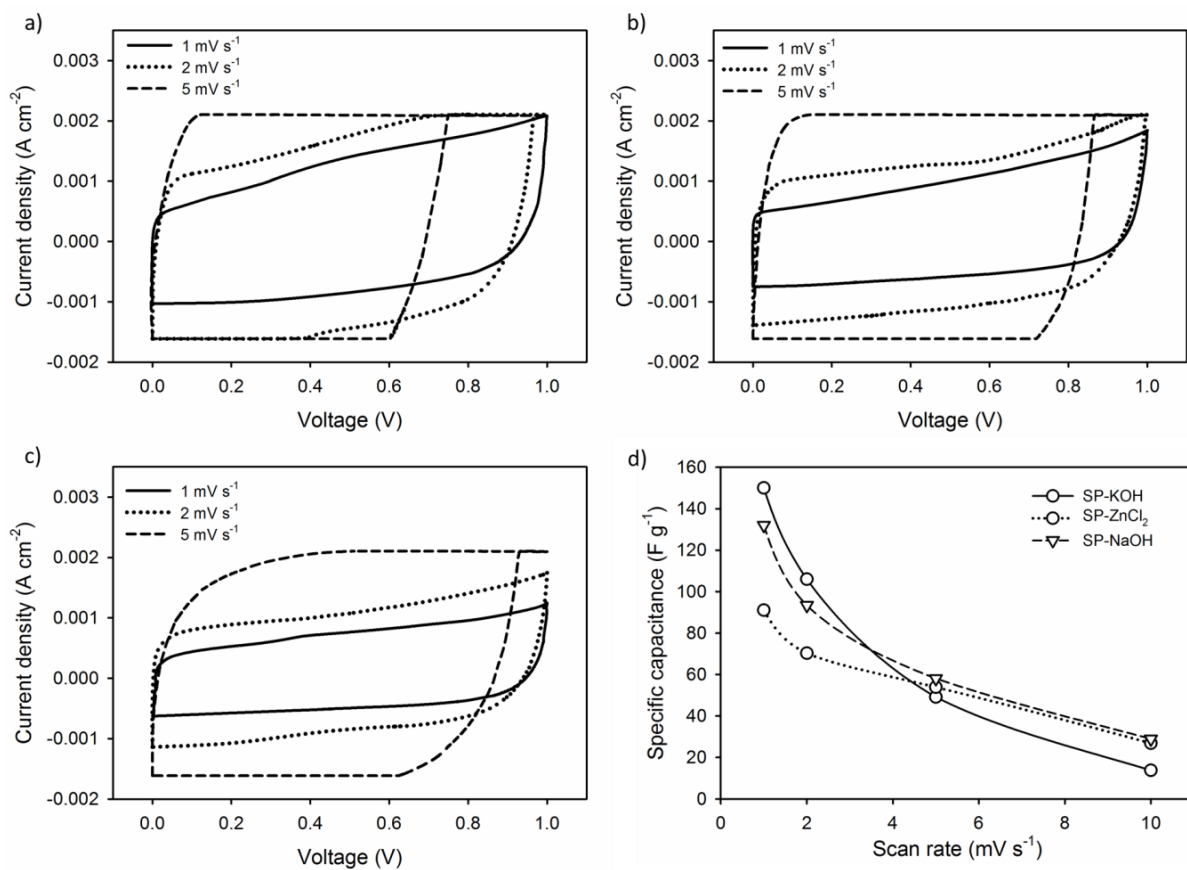 a)
1 mV s⁻¹
2 mV s⁻¹
5 mV s⁻¹
Current density (A cm⁻²)
0.003
0.002
0.001
0.000
-0.001
-0.002
0.0 0.2 0.4 0.6 0.8 1.0
Voltage (V)
b)
1 mV s⁻¹
2 mV s⁻¹
5 mV s⁻¹
Current density (A cm⁻²)
0.003
0.002
0.001
0.000
-0.001
-0.002
0.0 0.2 0.4 0.6 0.8 1.0
Voltage (V)
c)
1 mV s⁻¹
2 mV s⁻¹
5 mV s⁻¹
Current density (A cm⁻²)
0.003
0.002
0.001
0.000
-0.001
-0.002
0.0 0.2 0.4 0.6 0.8 1.0
Voltage (V)
d)
SP-KOH
SP-ZnCl₂
SP-NaOH
Specific capacitance (F g⁻¹)
160
140
120
100
80
60
40
20
0
0 2 4 6 8 10
Scan rate (mV s⁻¹)